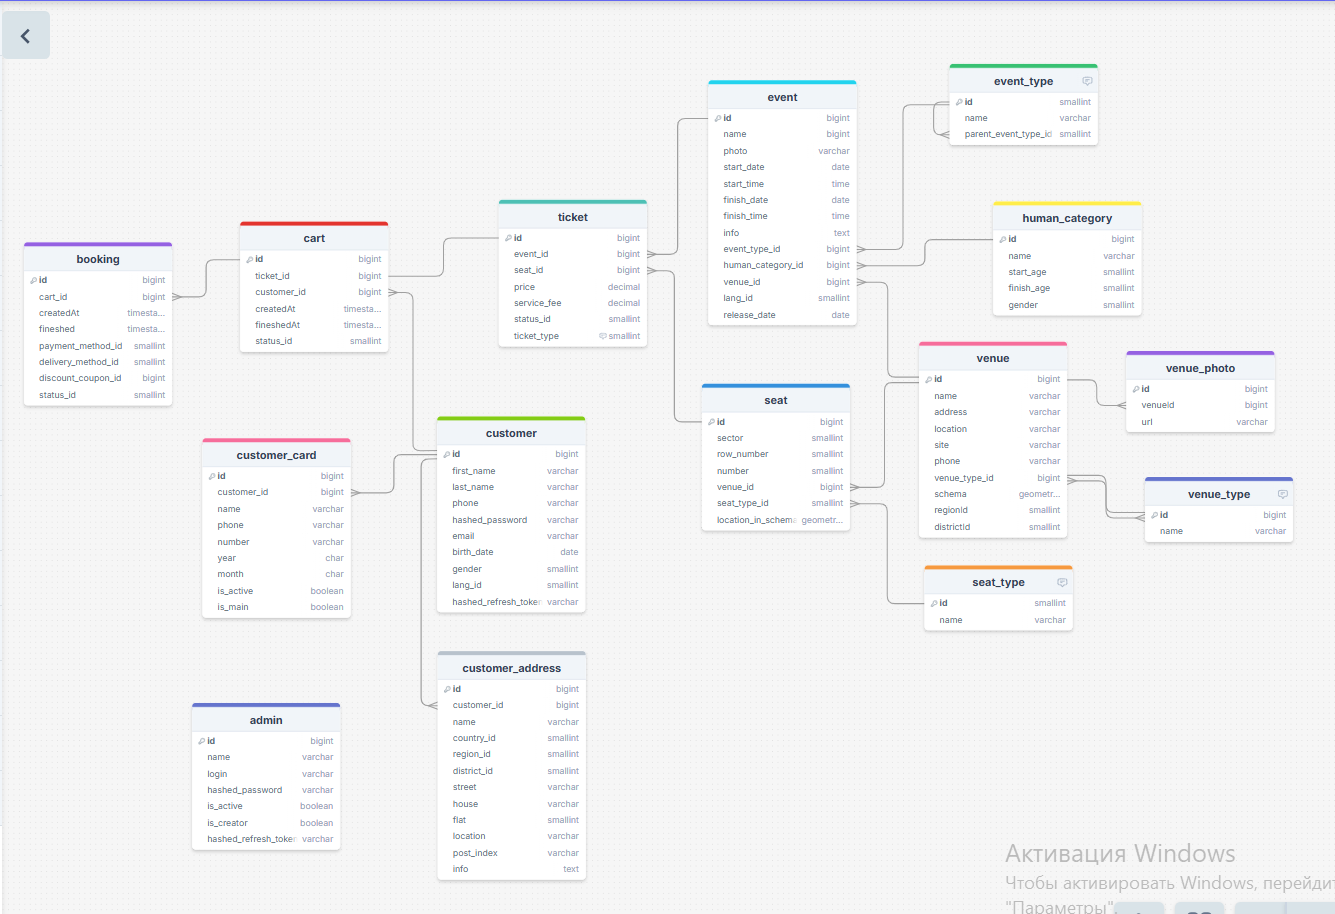 event_type
id smallint
name varchar
parent_event_type_id smallint
event
id bigint
name bigint
photo varchar
start_date date
start_time time
finish_date date
finish_time time
info text
event_type_id bigint
human_category_id bigint
venue_id bigint
lang_id smallint
release_date date
ticket
id bigint
event_id bigint
seat_id bigint
price decimal
service_fee decimal
status_id smallint
ticket_type smallint
human_category
id bigint
name varchar
start_age smallint
finish_age smallint
gender smallint
cart
id bigint
ticket_id bigint
customer_id bigint
createdAt timesta...
fineshedAt timesta...
status_id smallint
booking
id bigint
cart_id bigint
createdAt timesta...
fineshed timesta...
payment_method_id smallint
delivery_method_id smallint
discount_coupon_id bigint
status_id smallint
venue
id bigint
name varchar
address varchar
location varchar
site varchar
phone varchar
venue_type_id bigint
schema geometr...
regionId smallint
districtId smallint
venue_photo
id bigint
venueId bigint
url varchar
seat
id bigint
sector smallint
row_number smallint
number smallint
venue_id bigint
seat_type_id smallint
location_in_schema geometr...
customer
id bigint
first_name varchar
last_name varchar
phone varchar
hashed_password varchar
email varchar
birth_date date
gender smallint
lang_id smallint
hashed_refresh_toker varchar
customer_card
id bigint
customer_id bigint
name varchar
phone varchar
number varchar
year char
month char
is_active boolean
is_main boolean
venue_type
id bigint
name varchar
seat_type
id smallint
name varchar
customer_address
id bigint
customer_id bigint
name varchar
country_id smallint
region_id smallint
district_id smallint
street varchar
house varchar
flat smallint
location varchar
post_index varchar
info text
admin
id bigint
name varchar
login varchar
hashed_password varchar
is_active boolean
is_creator boolean
hashed_refresh_toker varchar
Активация Windows
Чтобы активировать Windows, перейдит
"Параметры"